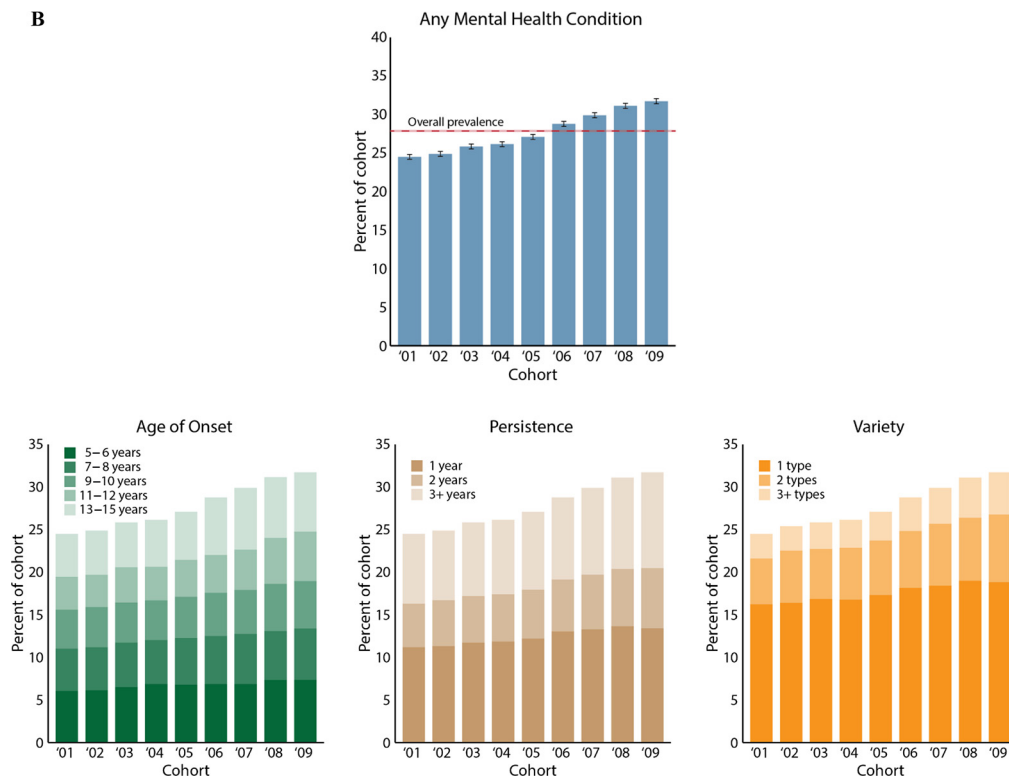 B
Any Mental Health Condition
40
35
30
25
20
15
10
5
0
Percent of cohort
Overall prevalence
‘01 ‘02 ‘03 ‘04 ‘05 ‘06 ‘07 ‘08 ‘09
Cohort
Age of Onset
35
30
25
20
15
10
5
0
Percent of cohort
5–6 years
7–8 years
9–10 years
11–12 years
13–15 years
‘01 ‘02 ‘03 ‘04 ‘05 ‘06 ‘07 ‘08 ‘09
Cohort
Persistence
35
30
25
20
15
10
5
0
Percent of cohort
1 year
2 years
3+ years
‘01 ‘02 ‘03 ‘04 ‘05 ‘06 ‘07 ‘08 ‘09
Cohort
Variety
35
30
25
20
15
10
5
0
Percent of cohort
1 type
2 types
3+ types
‘01 ‘02 ‘03 ‘04 ‘05 ‘06 ‘07 ‘08 ‘09
Cohort